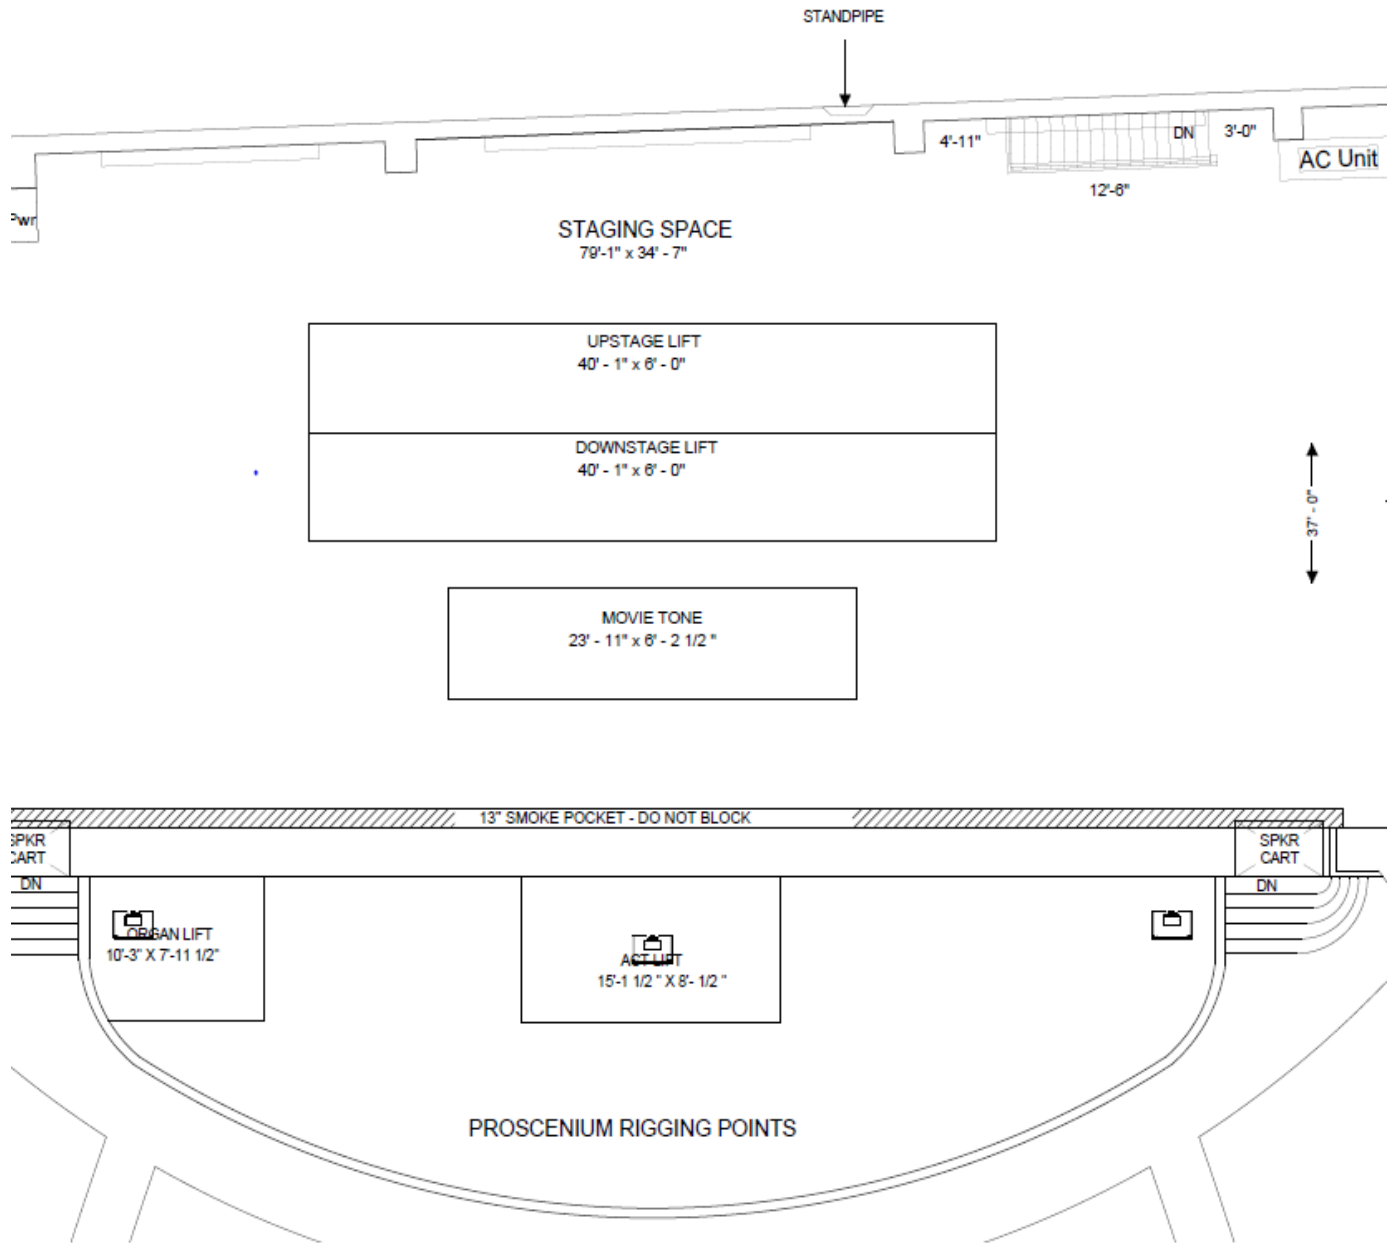 STANDPIPE
4'-11"
DN
3'-0"
AC Unit
12'-6"
Pwr
STAGING SPACE
79'-1" x 34' - 7"
UPSTAGE LIFT
40' - 1" x 6' - 0"
DOWNSTAGE LIFT
40' - 1" x 6' - 0"
37' - 0"
MOVIE TONE
23' - 11" x 6' - 2 1/2 "
13" SMOKE POCKET - DO NOT BLOCK
SPKR
CART
DN
SPKR
CART
DN
ORGAN LIFT
10'-3" X 7'-11 1/2"
ACT LIFT
15'-1 1/2 " X 8'- 1/2 "
PROSCENIUM RIGGING POINTS